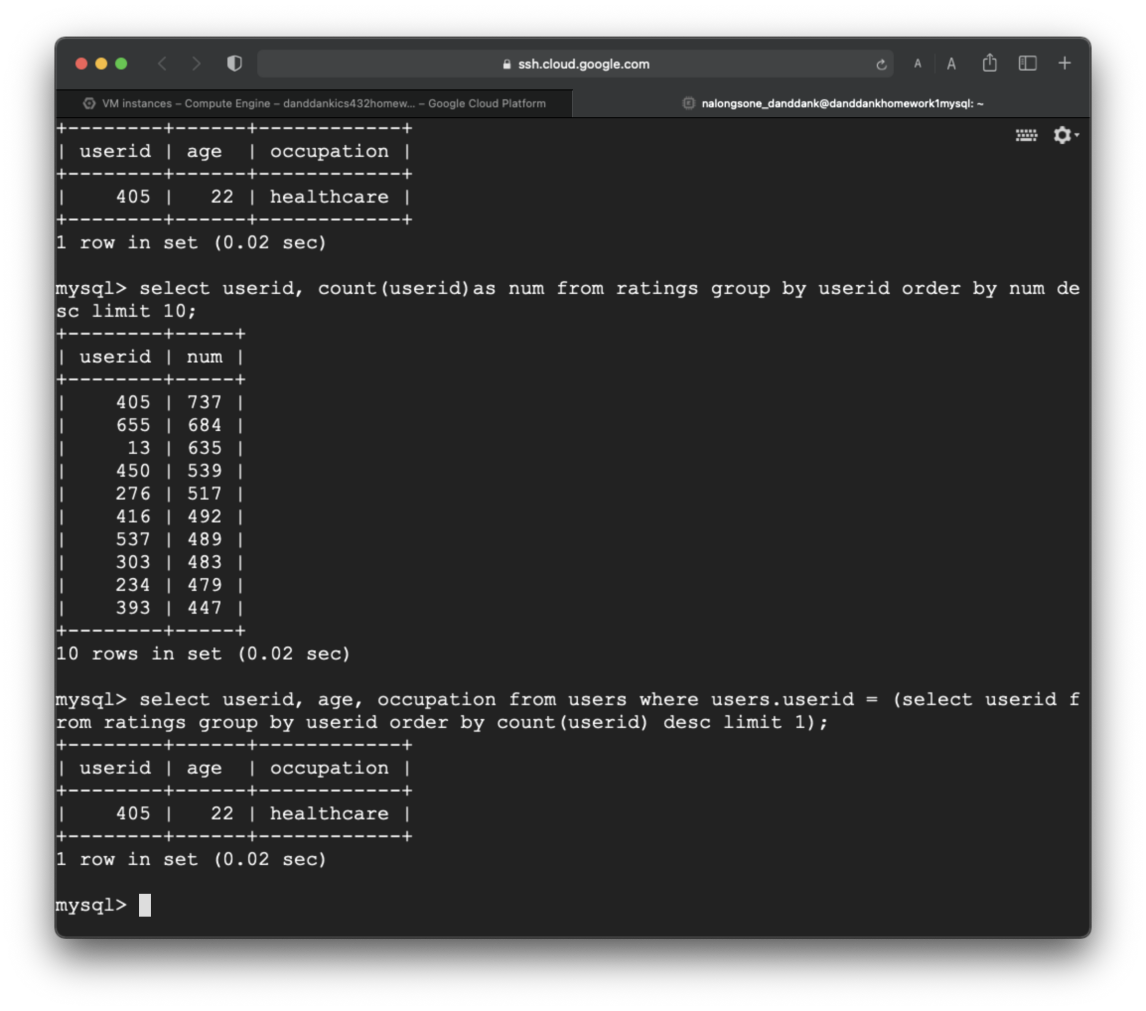 ssh.cloud.google.com
A A
VM instances – Compute Engine – danddankics432homew... – Google Cloud Platform
nalongsone_danddank@danddankhomework1mysql: ~
+--------+------+------------+
| userid | age  | occupation |
+--------+------+------------+
|    405 |   22 | healthcare |
+--------+------+------------+
1 row in set (0.02 sec)
mysql> select userid, count(userid)as num from ratings group by userid order by num de
sc limit 10;
+--------+-----+
| userid | num |
+--------+-----+
|    405 | 737 |
|    655 | 684 |
|     13 | 635 |
|    450 | 539 |
|    276 | 517 |
|    416 | 492 |
|    537 | 489 |
|    303 | 483 |
|    234 | 479 |
|    393 | 447 |
+--------+-----+
10 rows in set (0.02 sec)
mysql> select userid, age, occupation from users where users.userid = (select userid f
rom ratings group by userid order by count(userid) desc limit 1);
+--------+------+------------+
| userid | age  | occupation |
+--------+------+------------+
|    405 |   22 | healthcare |
+--------+------+------------+
1 row in set (0.02 sec)
mysql>